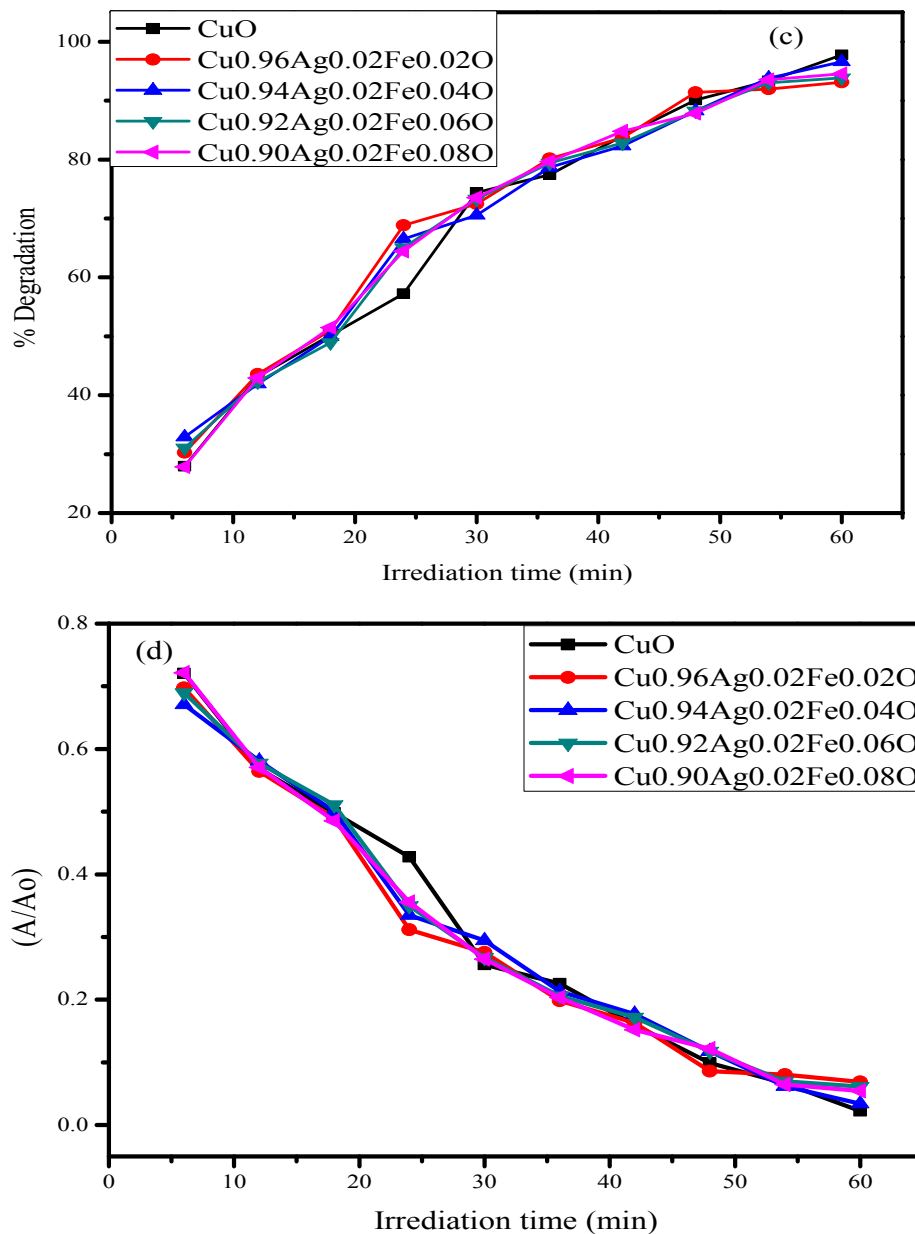 (c)
CuO
Cu0.96Ag0.02Fe0.02O
Cu0.94Ag0.02Fe0.04O
Cu0.92Ag0.02Fe0.06O
Cu0.90Ag0.02Fe0.08O
% Degradation
100
80
60
40
20
0 10 20 30 40 50 60
Irrediation time (min)
(d)
CuO
Cu0.96Ag0.02Fe0.02O
Cu0.94Ag0.02Fe0.04O
Cu0.92Ag0.02Fe0.06O
Cu0.90Ag0.02Fe0.08O
(A/Ao)
0.8
0.6
0.4
0.2
0.0
0 10 20 30 40 50 60
Irrediation time (min)